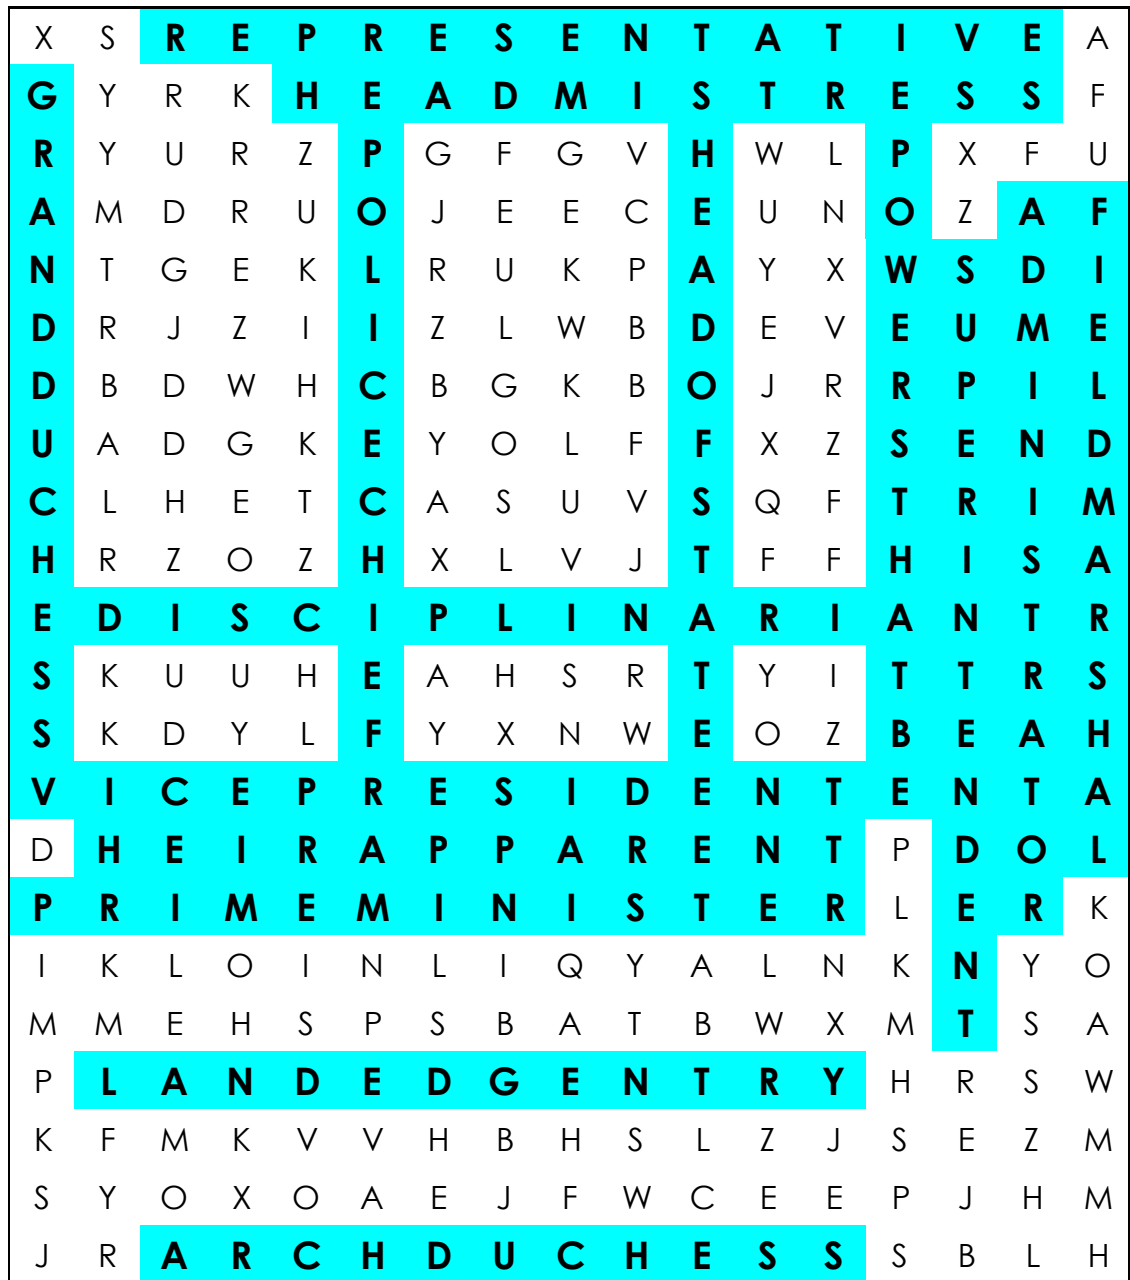 X S R E P R E S E N T A T I V E A
G Y R K H E A D M I S T R E S S F
R Y U R Z P G F G V H W L P X F U
A M D R U O J E E C E U N O Z A F
N T G E K L R U K P A Y X W S D I
D R J Z I I Z L W B D E V E U M E
D B D W H C B G K B O J R R P I L
U A D G K E Y O L F F X Z S E N D
C L H E T C A S U V S Q F T R I M
H R Z O Z H X L V J T F F H I S A
E D I S C I P L I N A R I A N T R
S K U U H E A H S R T Y I T T R S
S K D Y L F Y X N W E O Z B E A H
V I C E P R E S I D E N T E N T A
D H E I R A P P A R E N T P D O L
P R I M E M I N I S T E R L E R K
I K L O I N L I Q Y A L N K N Y O
M M E H S P S B A T B W X M T S A
P L A N D E D G E N T R Y H R S W
K F M K V V H B H S L Z J S E Z M
S Y O X O A E J F W C E E P J H M
J R A R C H D U C H E S S S B L H